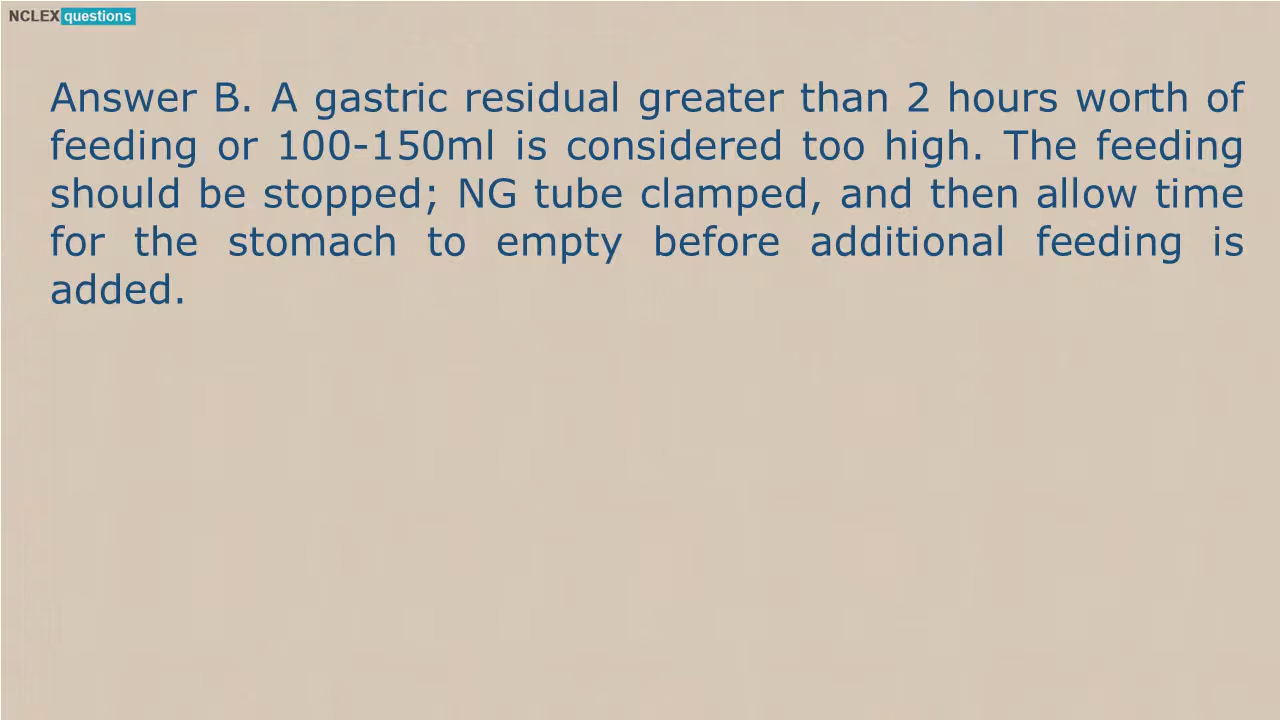 NCLEX questions
Answer B. A gastric residual greater than 2 hours worth of
feeding or 100-150ml is considered too high. The feeding
should be stopped; NG tube clamped, and then allow time
for the stomach to empty before additional feeding is
added.